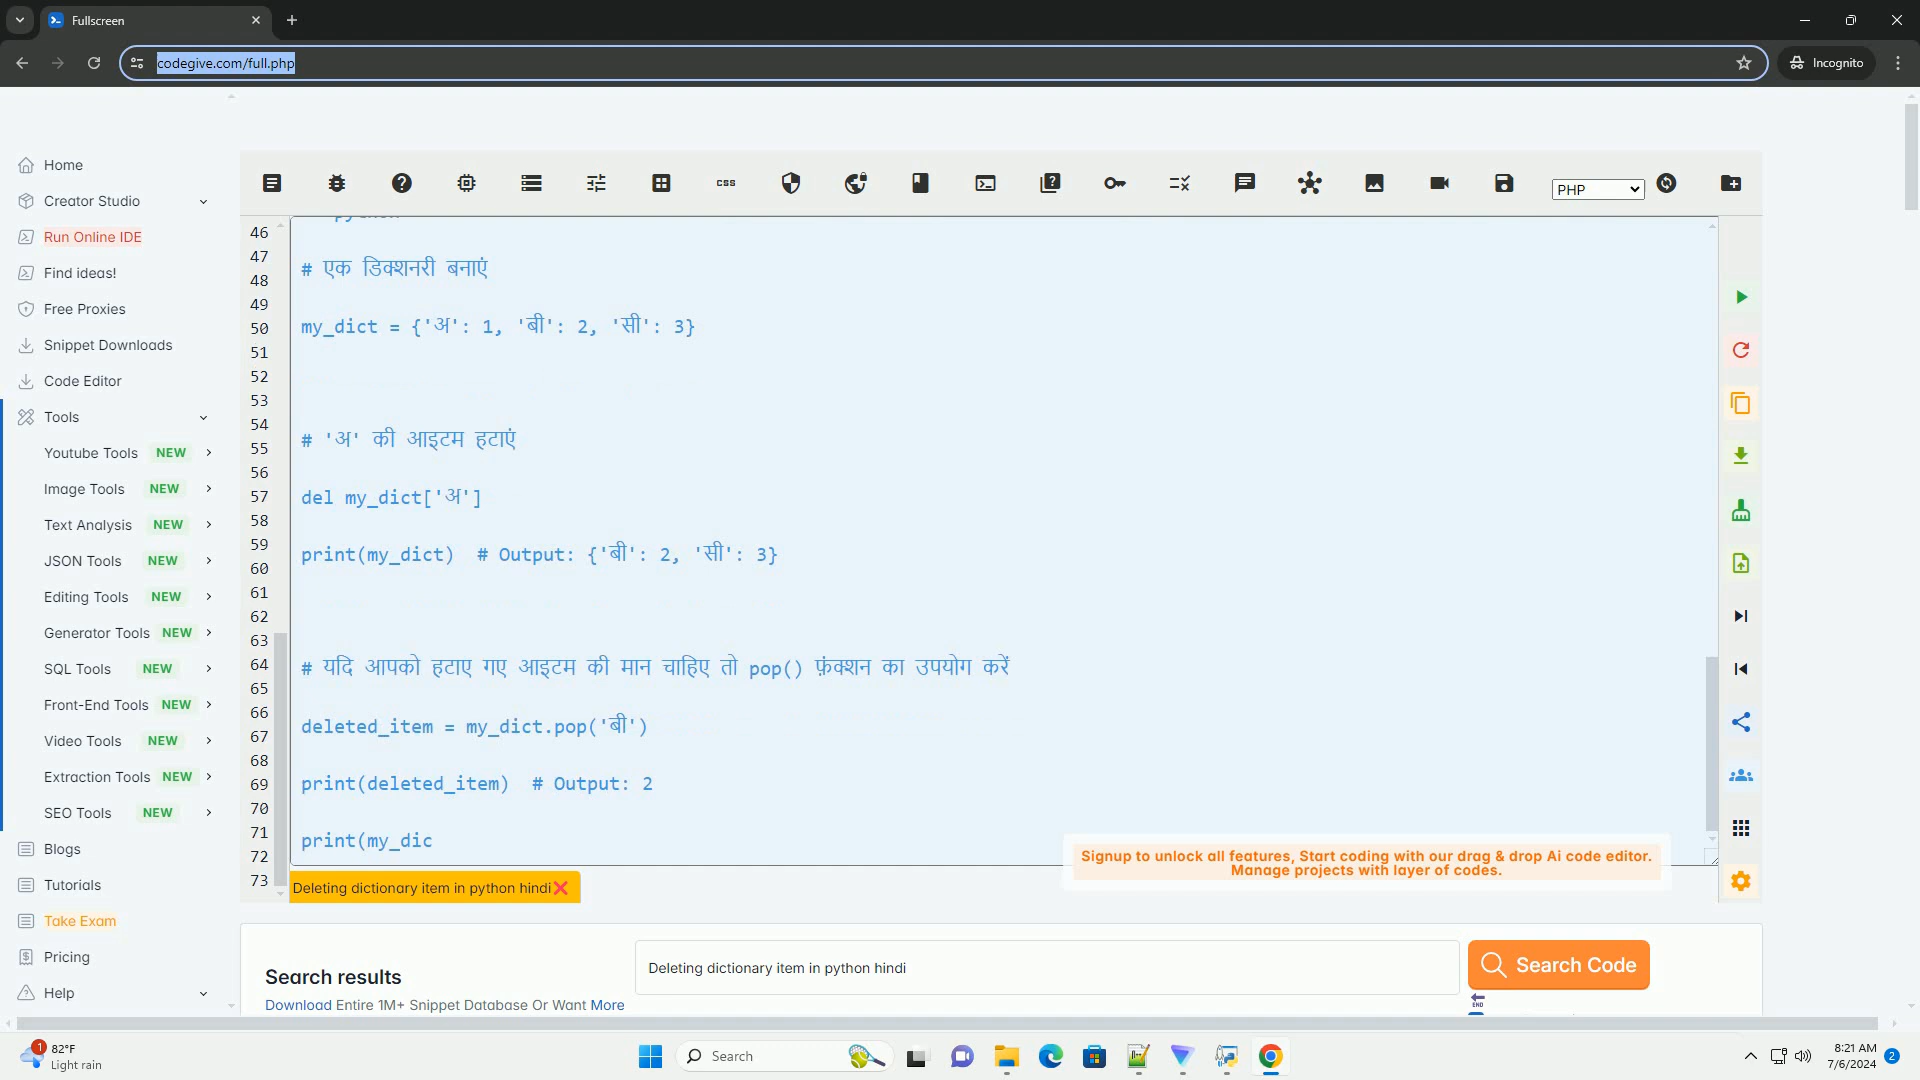 Fullscreen
codegive.com/full.php
Incognito
Home
Creator Studio
Run Online IDE
Find ideas!
Free Proxies
Snippet Downloads
Code Editor
Tools
Youtube Tools NEW
Image Tools NEW
Text Analysis NEW
JSON Tools NEW
Editing Tools NEW
Generator Tools NEW
SQL Tools NEW
Front-End Tools NEW
Video Tools NEW
Extraction Tools NEW
SEO Tools NEW
Blogs
Tutorials
Take Exam
Pricing
Help
css
PHP
46
47
48
49
50
51
52
53
54
55
56
57
58
59
60
61
62
63
64
65
66
67
68
69
70
71
72
73
# एक डिक्शनरी बनाएं
my_dict = {'अ': 1, 'बी': 2, 'सी': 3}
# 'अ' की आइटम हटाएं
del my_dict['अ']
print(my_dict)  # Output: {'बी': 2, 'सी': 3}
# यदि आपको हटाए गए आइटम की मान चाहिए तो pop() फ़ंक्शन का उपयोग करें
deleted_item = my_dict.pop('बी')
print(deleted_item)  # Output: 2
print(my_dic
Signup to unlock all features, Start coding with our drag & drop Ai code editor.
Manage projects with layer of codes.
Deleting dictionary item in python hindi
Search results
Download Entire 1M+ Snippet Database Or Want More
Deleting dictionary item in python hindi
Search Code
END
1
82°F
Light rain
Search
8:21 AM
7/6/2024
2